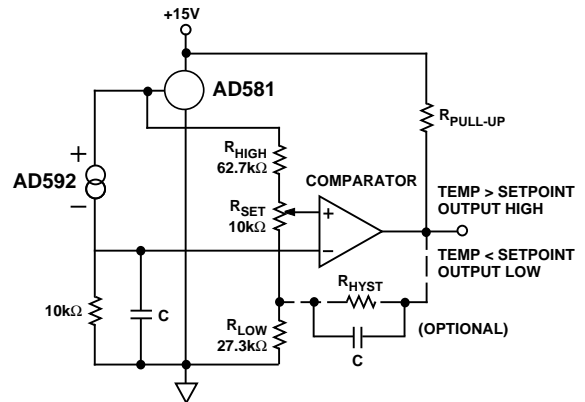 +15V
AD581
RPULL-UP
RHIGH
62.7kΩ
+
AD592
–
COMPARATOR
TEMP > SETPOINT
OUTPUT HIGH
RSET
10kΩ
+
–
TEMP < SETPOINT
OUTPUT LOW
RHYST
10kΩ
C
RLOW
27.3kΩ
C
(OPTIONAL)